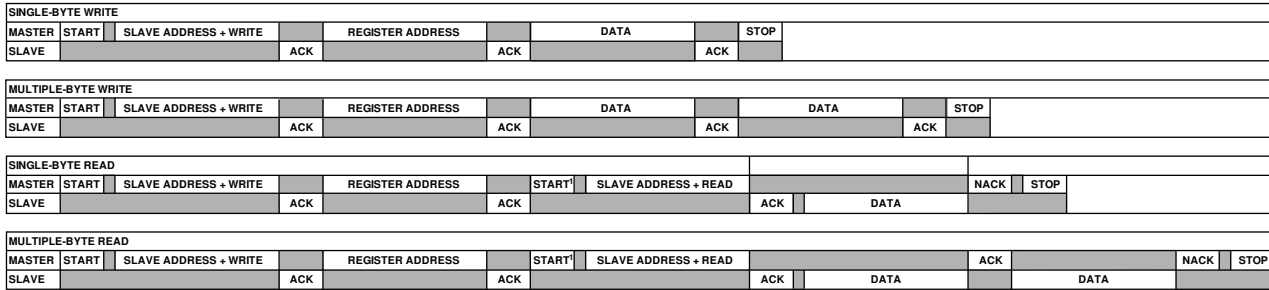 SINGLE-BYTE WRITE
MASTER START SLAVE ADDRESS + WRITE REGISTER ADDRESS DATA STOP
SLAVE ACK ACK ACK
MULTIPLE-BYTE WRITE
MASTER START SLAVE ADDRESS + WRITE REGISTER ADDRESS DATA DATA STOP
SLAVE ACK ACK ACK ACK
SINGLE-BYTE READ
MASTER START SLAVE ADDRESS + WRITE REGISTER ADDRESS START¹ SLAVE ADDRESS + READ NACK STOP
SLAVE ACK ACK ACK DATA
MULTIPLE-BYTE READ
MASTER START SLAVE ADDRESS + WRITE REGISTER ADDRESS START¹ SLAVE ADDRESS + READ ACK NACK STOP
SLAVE ACK ACK ACK DATA DATA